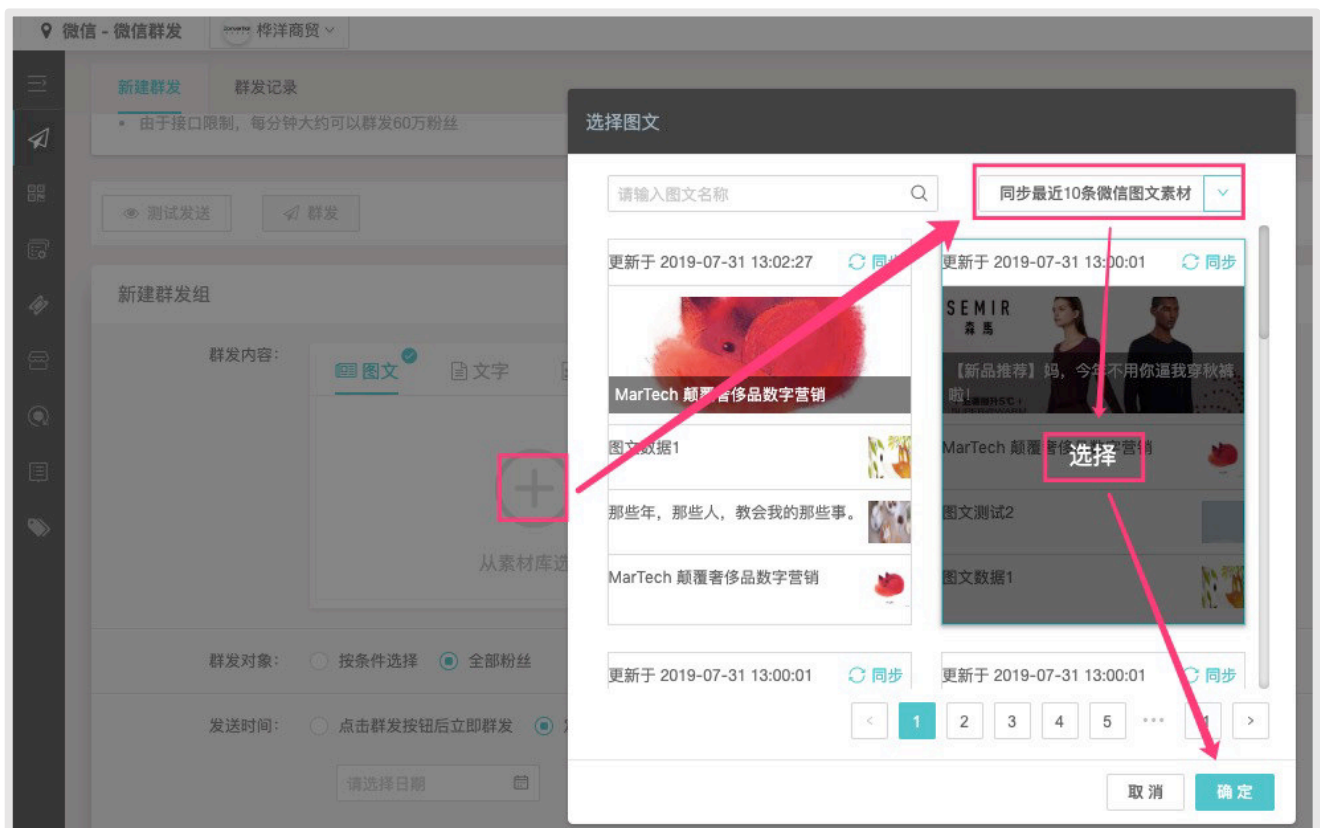 微信 - 微信群发
桦洋商贸
新建群发
群发记录
• 由于接口限制，每分钟大约可以群发60万粉丝
测试发送
群发
新建群发组
群发内容:
图文
文字
从素材库选
群发对象:
按条件选择
全部粉丝
发送时间:
点击群发按钮后立即群发
请选择日期
选择图文
请输入图文名称
同步最近10条微信图文素材
更新于 2019-07-31 13:02:27
同步
MarTech 颠覆奢侈品数字营销
图文数据1
那些年，那些人，教会我的那些事。
MarTech 颠覆奢侈品数字营销
更新于 2019-07-31 13:00:01
同步
SEMIR
森马
【新品推荐】妈，今年不用你逼我穿秋裤
啦！
MarTech 颠覆奢侈品数字营销
选择
图文测试2
图文数据1
更新于 2019-07-31 13:00:01
同步
更新于 2019-07-31 13:00:01
同步
< 1 2 3 4 5 ••• >
取 消
确 定